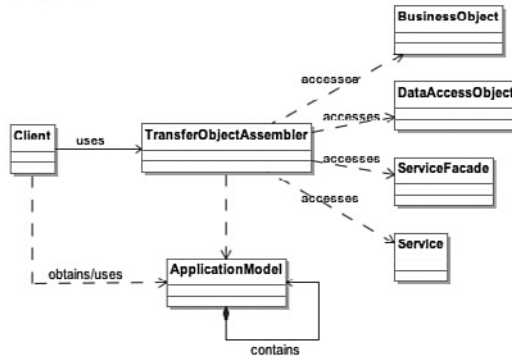 BusinessObject
accesses
DataAccessObject
accesses
Client
uses
TransferObjectAssembler
accesses
ServiceFacade
accesses
Service
ApplicationModel
obtains/uses
contains